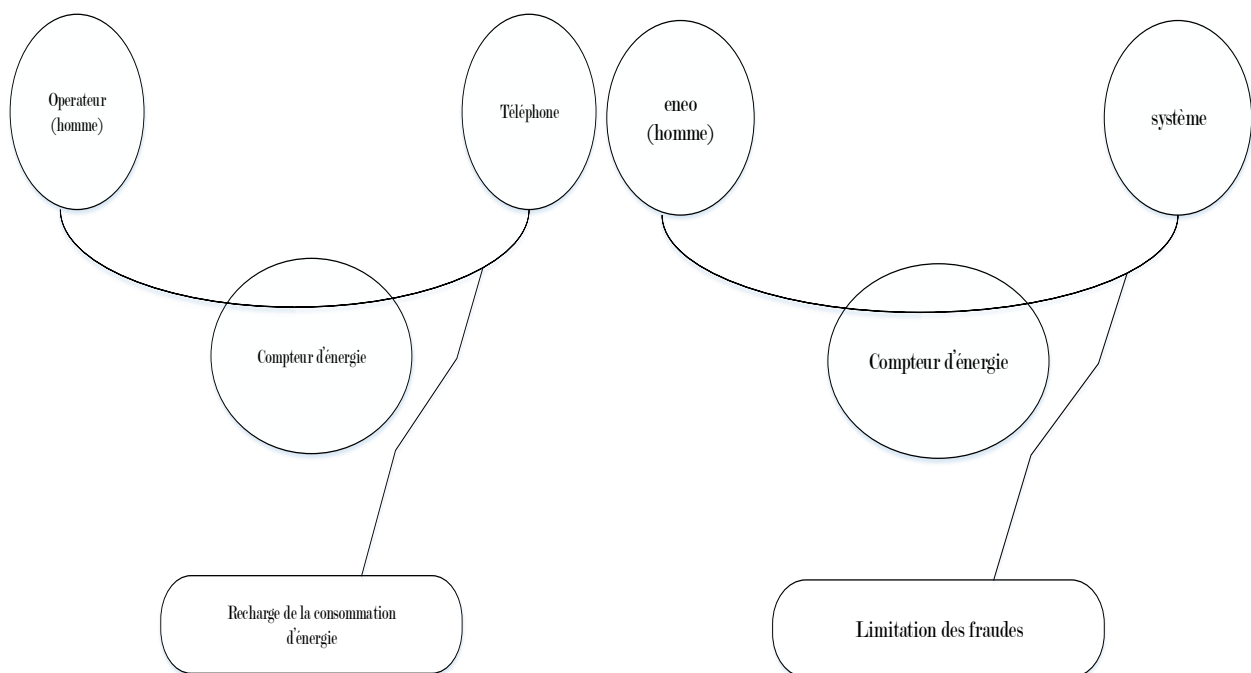 Operateur
(homme)
Téléphone
Compteur d'énergie
Recharge de la consommation
d'énergie
eneo
(homme)
système
Compteur d'énergie
Limitation des fraudes